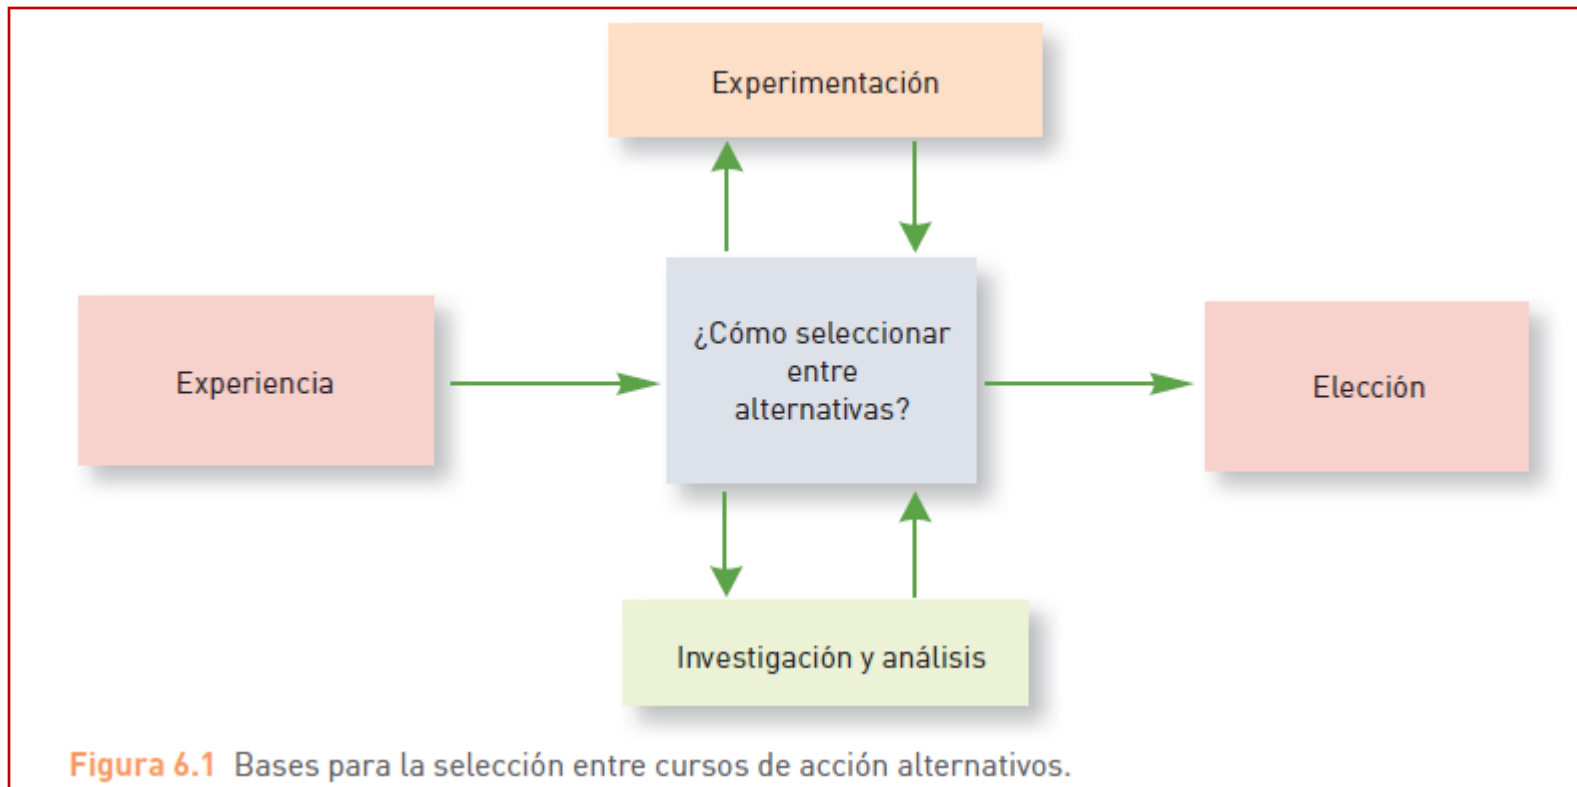 Experimentación
Experiencia
¿Cómo seleccionar
entre
alternativas?
Elección
Investigación y análisis
Figura 6.1 Bases para la selección entre cursos de acción alternativos.